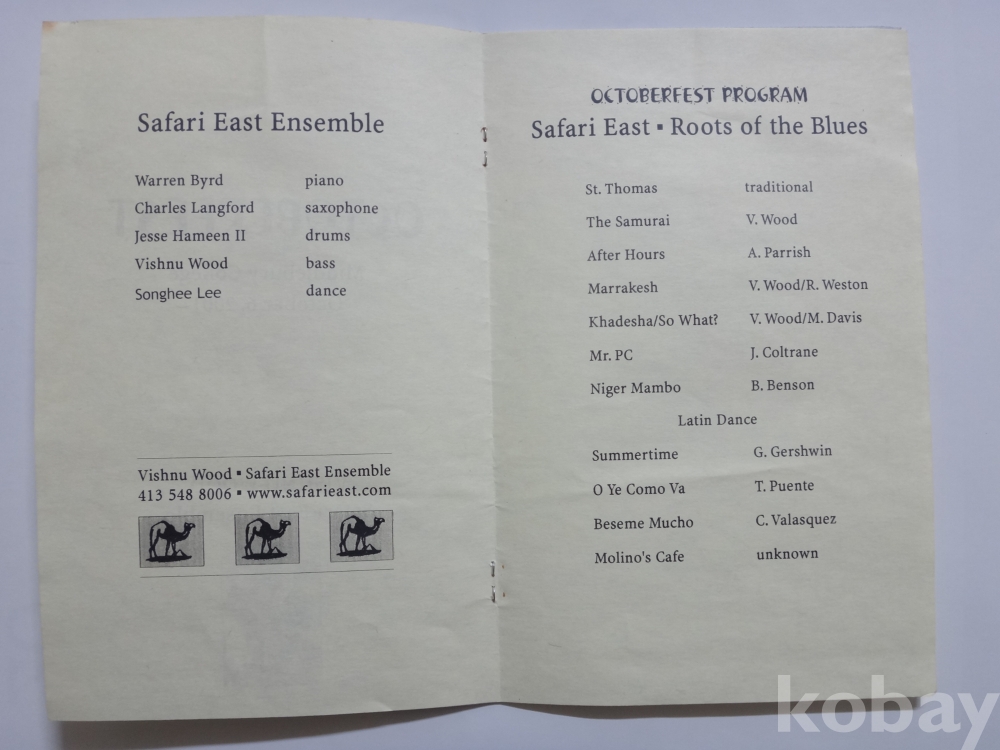 Safari East Ensemble
Warren Byrd piano
Charles Langford saxophone
Jesse Hameen II drums
Vishnu Wood bass
Songhee Lee dance
Vishnu Wood ▪ Safari East Ensemble
413 548 8006 ▪ www.safarieast.com
OCTOBERFEST PROGRAM
Safari East ▪ Roots of the Blues
St. Thomas traditional
The Samurai V. Wood
After Hours A. Parrish
Marrakesh V. Wood/R. Weston
Khadesha/So What? V. Wood/M. Davis
Mr. PC J. Coltrane
Niger Mambo B. Benson
Latin Dance
Summertime G. Gershwin
O Ye Como Va T. Puente
Beseme Mucho C. Valasquez
Molino's Cafe unknown
kobay